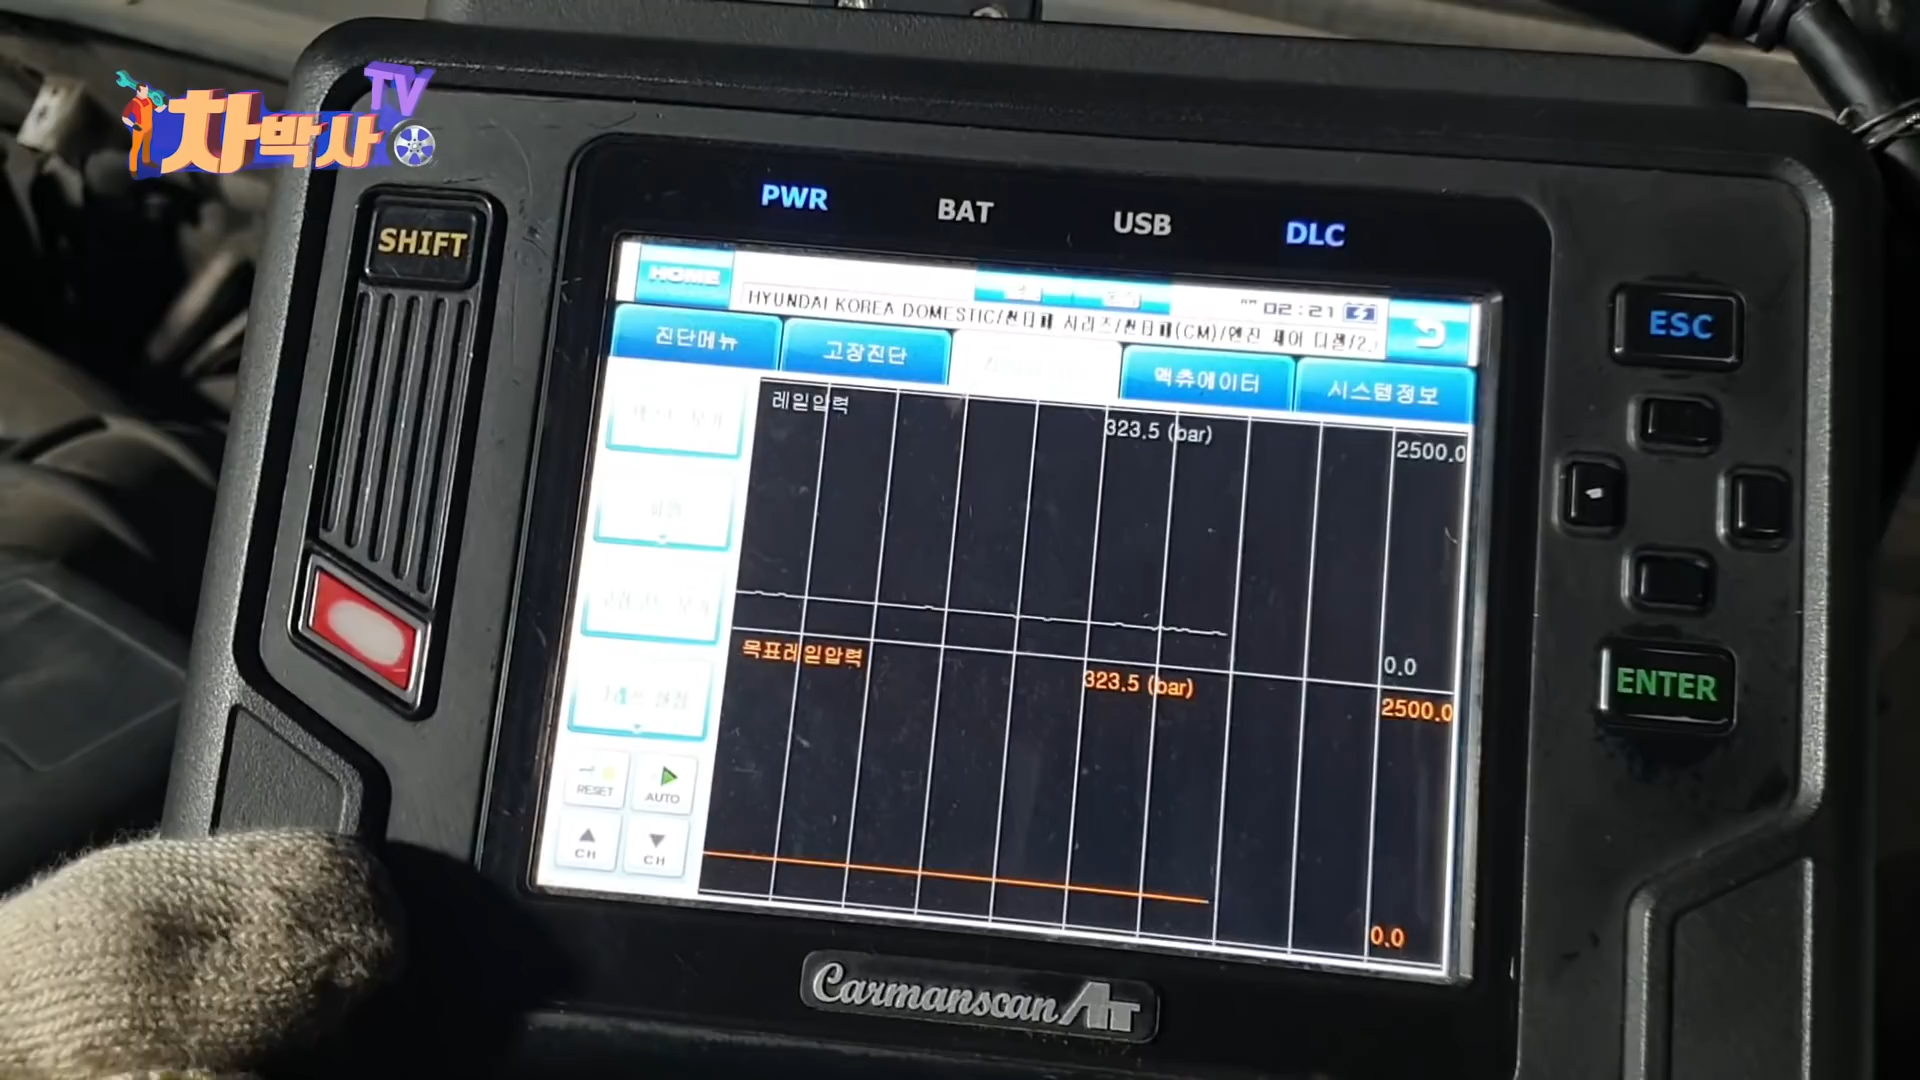 차박사 TV
PWR
BAT
USB
DLC
SHIFT
HOME
02:21
HYUNDAI KOREA DOMESTIC/싼타페 시리즈/싼타페(CM)/엔진 제어 디젤/2.
진단메뉴
고장진단
액츄에이터
시스템정보
레일압력
323.5 (bar)
2500.0
0.0
목표레일압력
323.5 (bar)
2500.0
0.0
RESET
AUTO
CH
CH
ESC
ENTER
Carmanscan AT